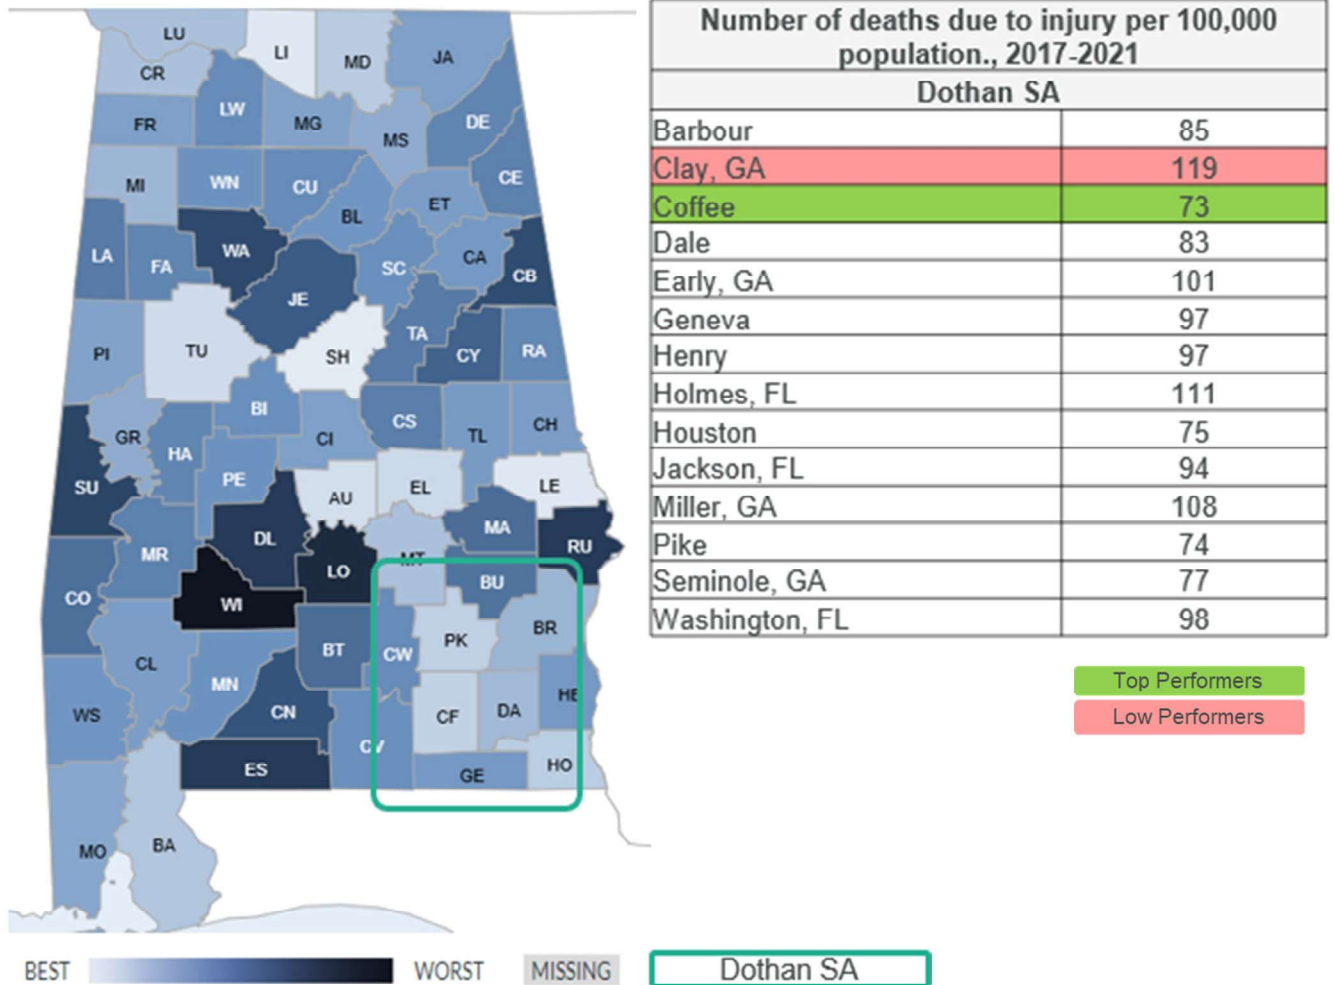 LU
LI
MD
JA
CR
LW
FR
MG
DE
MS
MI
WN
CU
CE
BL
ET
WA
LA
FA
SC
CA
CB
JE
TA
PI
TU
SH
CY
RA
BI
CS
CH
GR
CI
TL
HA
PE
SU
AU
EL
LE
MA
DL
RU
MR
MT
LO
BU
CO
WI
BR
PK
BT
CW
CL
MN
HE
WS
CN
CF
DA
CV
ES
GE
HO
MO
BA
BEST
WORST
MISSING
Dothan SA
Number of deaths due to injury per 100,000
population., 2017-2021
Dothan SA
Barbour 85
Clay, GA 119
Coffee 73
Dale 83
Early, GA 101
Geneva 97
Henry 97
Holmes, FL 111
Houston 75
Jackson, FL 94
Miller, GA 108
Pike 74
Seminole, GA 77
Washington, FL 98
Top Performers
Low Performers